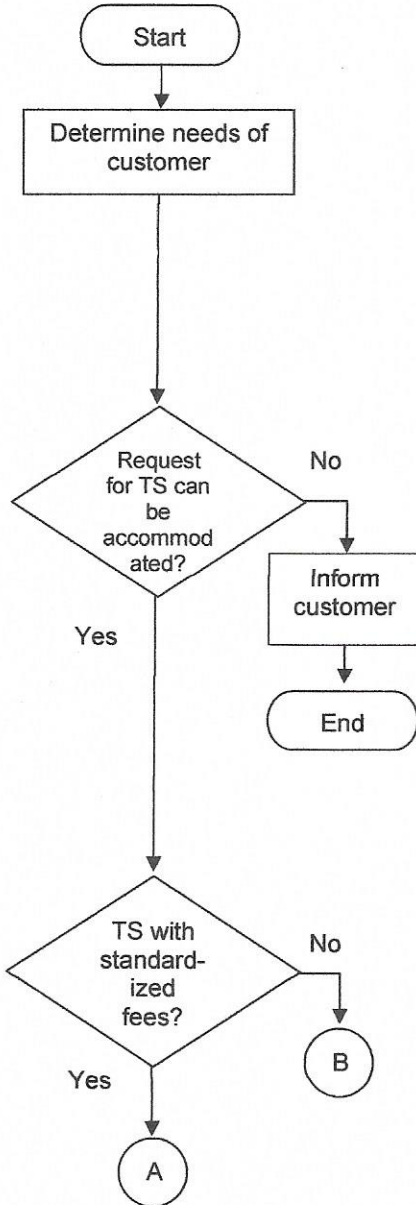 Start
Determine needs of
customer
Request
for TS can
be
accommod
ated?
No
Inform
customer
Yes
End
TS with
standard-
ized
fees?
No
B
Yes
A